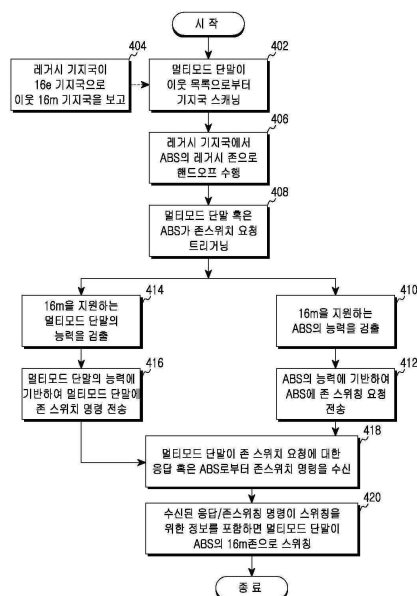 시 작
404
레거시 기지국이
16e 기지국으로
이웃 16m 기지국을 보고
402
멀티모드 단말이
이웃 목록으로부터
기지국 스캐닝
406
레거시 기지국에서
ABS의 레거시 존으로
핸드오프 수행
408
멀티모드 단말 혹은
ABS가 존스위치 요청
트리거닝
414
16m을 지원하는
멀티모드 단말의
능력을 검출
410
16m을 지원하는
ABS의 능력을 검출
416
멀티모드 단말의 능력에
기반하여 멀티모드 단말에
존 스위치 명령 전송
412
ABS의 능력에 기반하여
ABS에 존 스위칭 요청
전송
418
멀티모드 단말이 존 스위치 요청에 대한
응답 혹은 ABS로부터 존스위치 명령을 수신
420
수신된 응답/존스위칭 명령이 스위칭을
위한 정보를 포함하면 멀티모드 단말이
ABS의 16m존으로 스위칭
종 료